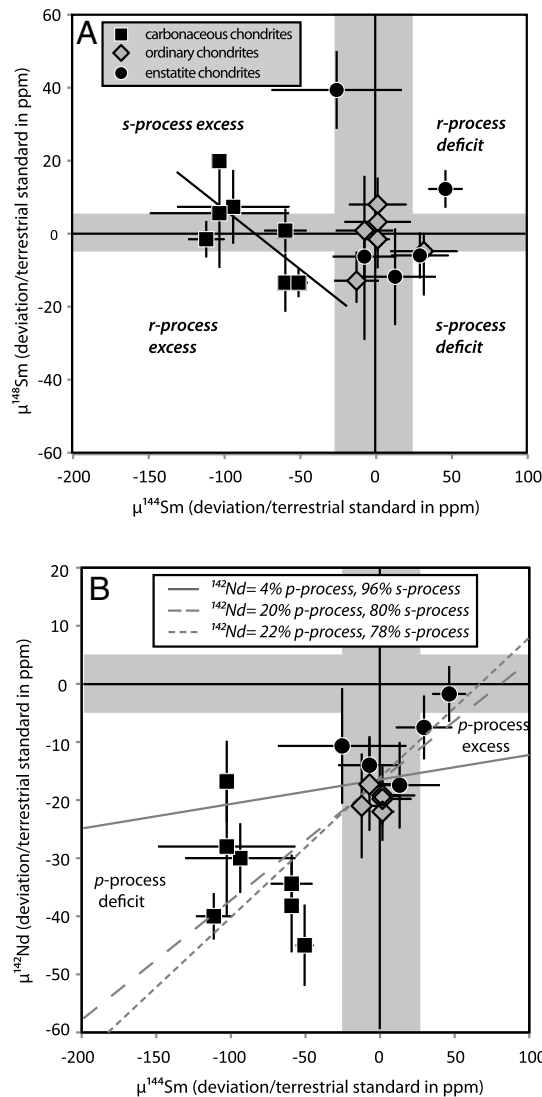 60
40
20
0
-20
-40
-60
A
carbonaceous chondrites
ordinary chondrites
enstatite chondrites
s-process excess
r-process
deficit
r-process
excess
s-process
deficit
-200
-150
-100
-50
0
50
100
μ¹⁴⁸Sm (deviation/terrestrial standard in ppm)
μ¹⁴⁴Sm (deviation/terrestrial standard in ppm)
20
10
0
-10
-20
-30
-40
-50
-60
B
¹⁴²Nd= 4% p-process, 96% s-process
¹⁴²Nd= 20% p-process, 80% s-process
¹⁴²Nd= 22% p-process, 78% s-process
p-process
excess
p-process
deficit
-200
-150
-100
-50
0
50
100
μ¹⁴²Nd (deviation/terrestrial standard in ppm)
μ¹⁴⁴Sm (deviation/terrestrial standard in ppm)